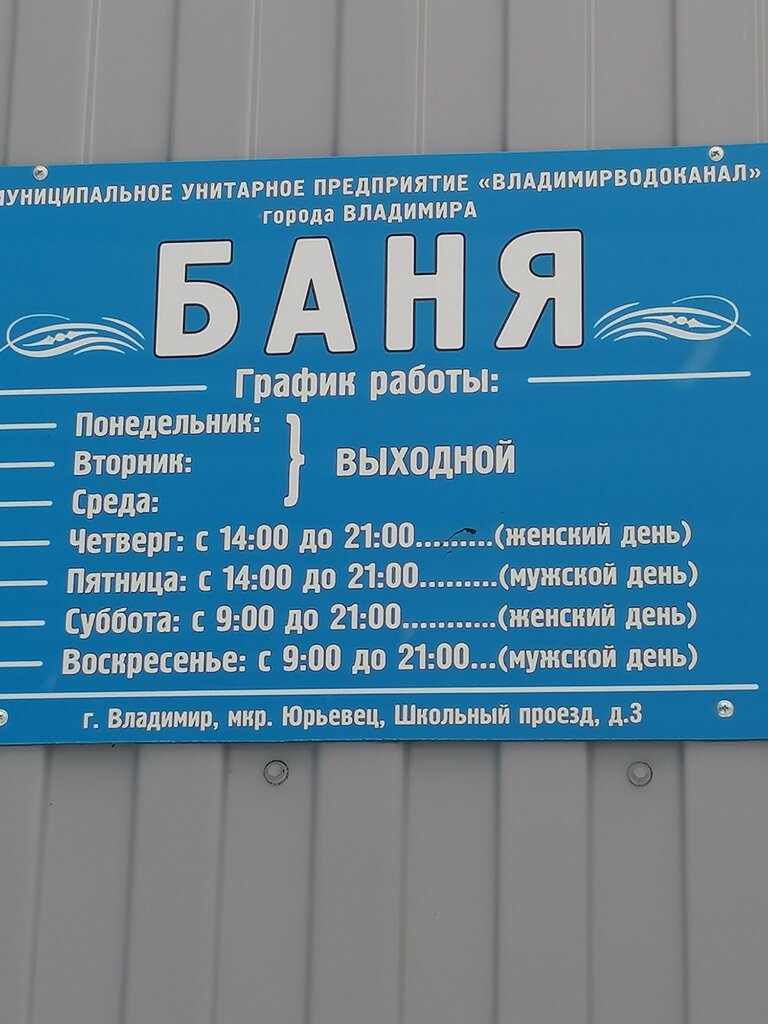 МУНИЦИПАЛЬНОЕ УНИТАРНОЕ ПРЕДПРИЯТИЕ «ВЛАДИМИРВОДОКАНАЛ»
города ВЛАДИМИРА
БАНЯ
График работы:
Понедельник:
Вторник: } ВЫХОДНОЙ
Среда:
Четверг: с 14:00 до 21:00.........(женский день)
Пятница: с 14:00 до 21:00.........(мужской день)
Суббота: с 9:00 до 21:00...........(женский день)
Воскресенье: с 9:00 до 21:00...(мужской день)
г. Владимир, мкр. Юрьевец, Школьный проезд, д.3